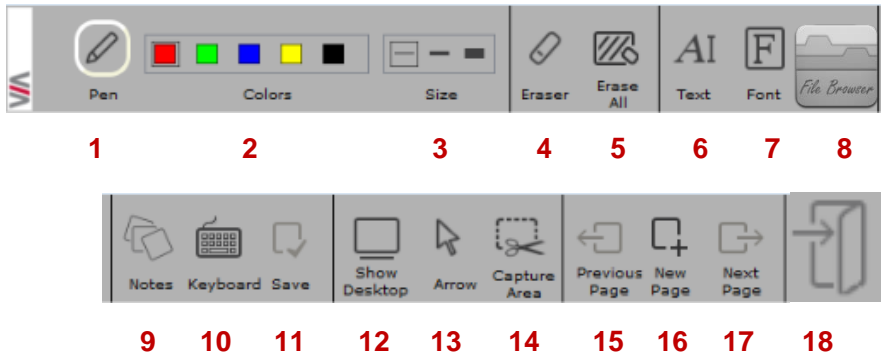 Pen Colors Size Eraser Erase All AI Text F Font File Browser
1 2 3 4 5 6 7 8
Notes Keyboard Save Show Desktop Arrow Capture Area Previous Page New Page Next Page
9 10 11 12 13 14 15 16 17 18